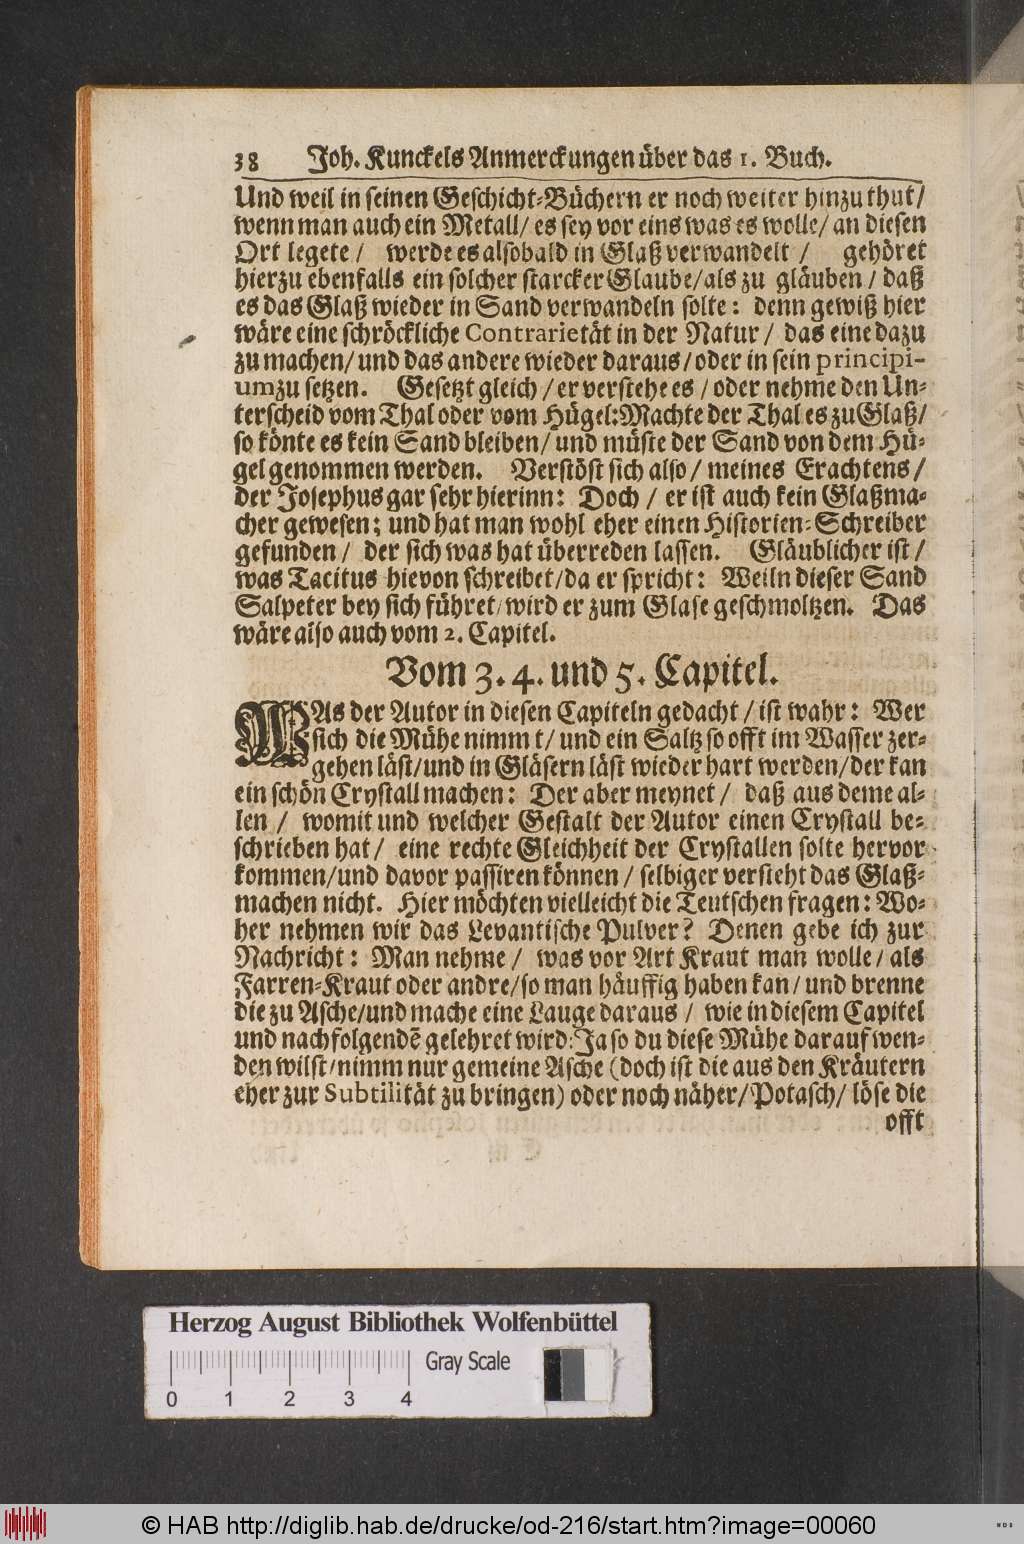 38 Joh. Kunckels Anmerckungen über das 1. Buch.
Und weil in seinen Geschicht-Büchern er noch weiter hinzu thut/
wenn man auch ein Metall/ es sey vor eins was es wolle/ an diesen
Ort legete / werde es alsobald in Glaß verwandelt / gehöret
hierzu ebenfalls ein solcher starcker Glaube/als zu gläuben / daß
es das Glaß wieder in Sand verwandeln solte: denn gewiß hier
wäre eine schröckliche Contrarietät in der Natur / das eine dazu
zu machen/ und das andere wieder daraus/ oder in sein principi-
um zu setzen. Gesetzt gleich / er verstehe es / oder nehme den Un-
terscheid vom Thal oder vom Hügel: Machte der Thal es zu Glaß/
so könte es kein Sand bleiben/ und müste der Sand von dem Hü-
gel genommen werden. Verstöst sich also / meines Erachtens /
der Josephus gar sehr hierinn: Doch / er ist auch kein Glaßma-
cher gewesen; und hat man wohl eher einen Historien-Schreiber
gefunden / der sich was hat überreden lassen. Gläublicher ist /
was Tacitus hievon schreibet/ da er spricht: Weiln dieser Sand
Salpeter bey sich führet/ wird er zum Glase geschmoltzen. Das
wäre also auch vom 2. Capitel.
Vom 3. 4. und 5. Capitel.
WAs der Autor in diesen Capiteln gedacht / ist wahr: Wer
sich die Mühe nimmt/ und ein Saltz so offt im Wasser zer-
gehen läst/und in Gläsern läst wieder hart werden/der kan
ein schön Crystall machen: Der aber meynet / daß aus deme al-
len / womit und welcher Gestalt der Autor einen Crystall be-
schrieben hat / eine rechte Gleichheit der Crystallen solte hervor
kommen/und davor passiren können / selbiger versteht das Glaß-
machen nicht. Hier möchten vielleicht die Teutschen fragen: Wo-
her nehmen wir das Levantische Pulver? Denen gebe ich zur
Nachricht: Man nehme / was vor Art Kraut man wolle / als
Farren-Kraut oder andre/so man häuffig haben kan/ und brenne
die zu Asche/und mache eine Lauge daraus / wie in diesem Capitel
und nachfolgendē gelehret wird: Ja so du diese Mühe darauf wen-
den wilst/nimm nur gemeine Asche (doch ist die aus den Kräutern
eher zur Subtilität zu bringen) oder noch näher/ Potasch/ löse die
offt
Herzog August Bibliothek Wolfenbüttel
Gray Scale
0 1 2 3 4
© HAB http://diglib.hab.de/drucke/od-216/start.htm?image=00060